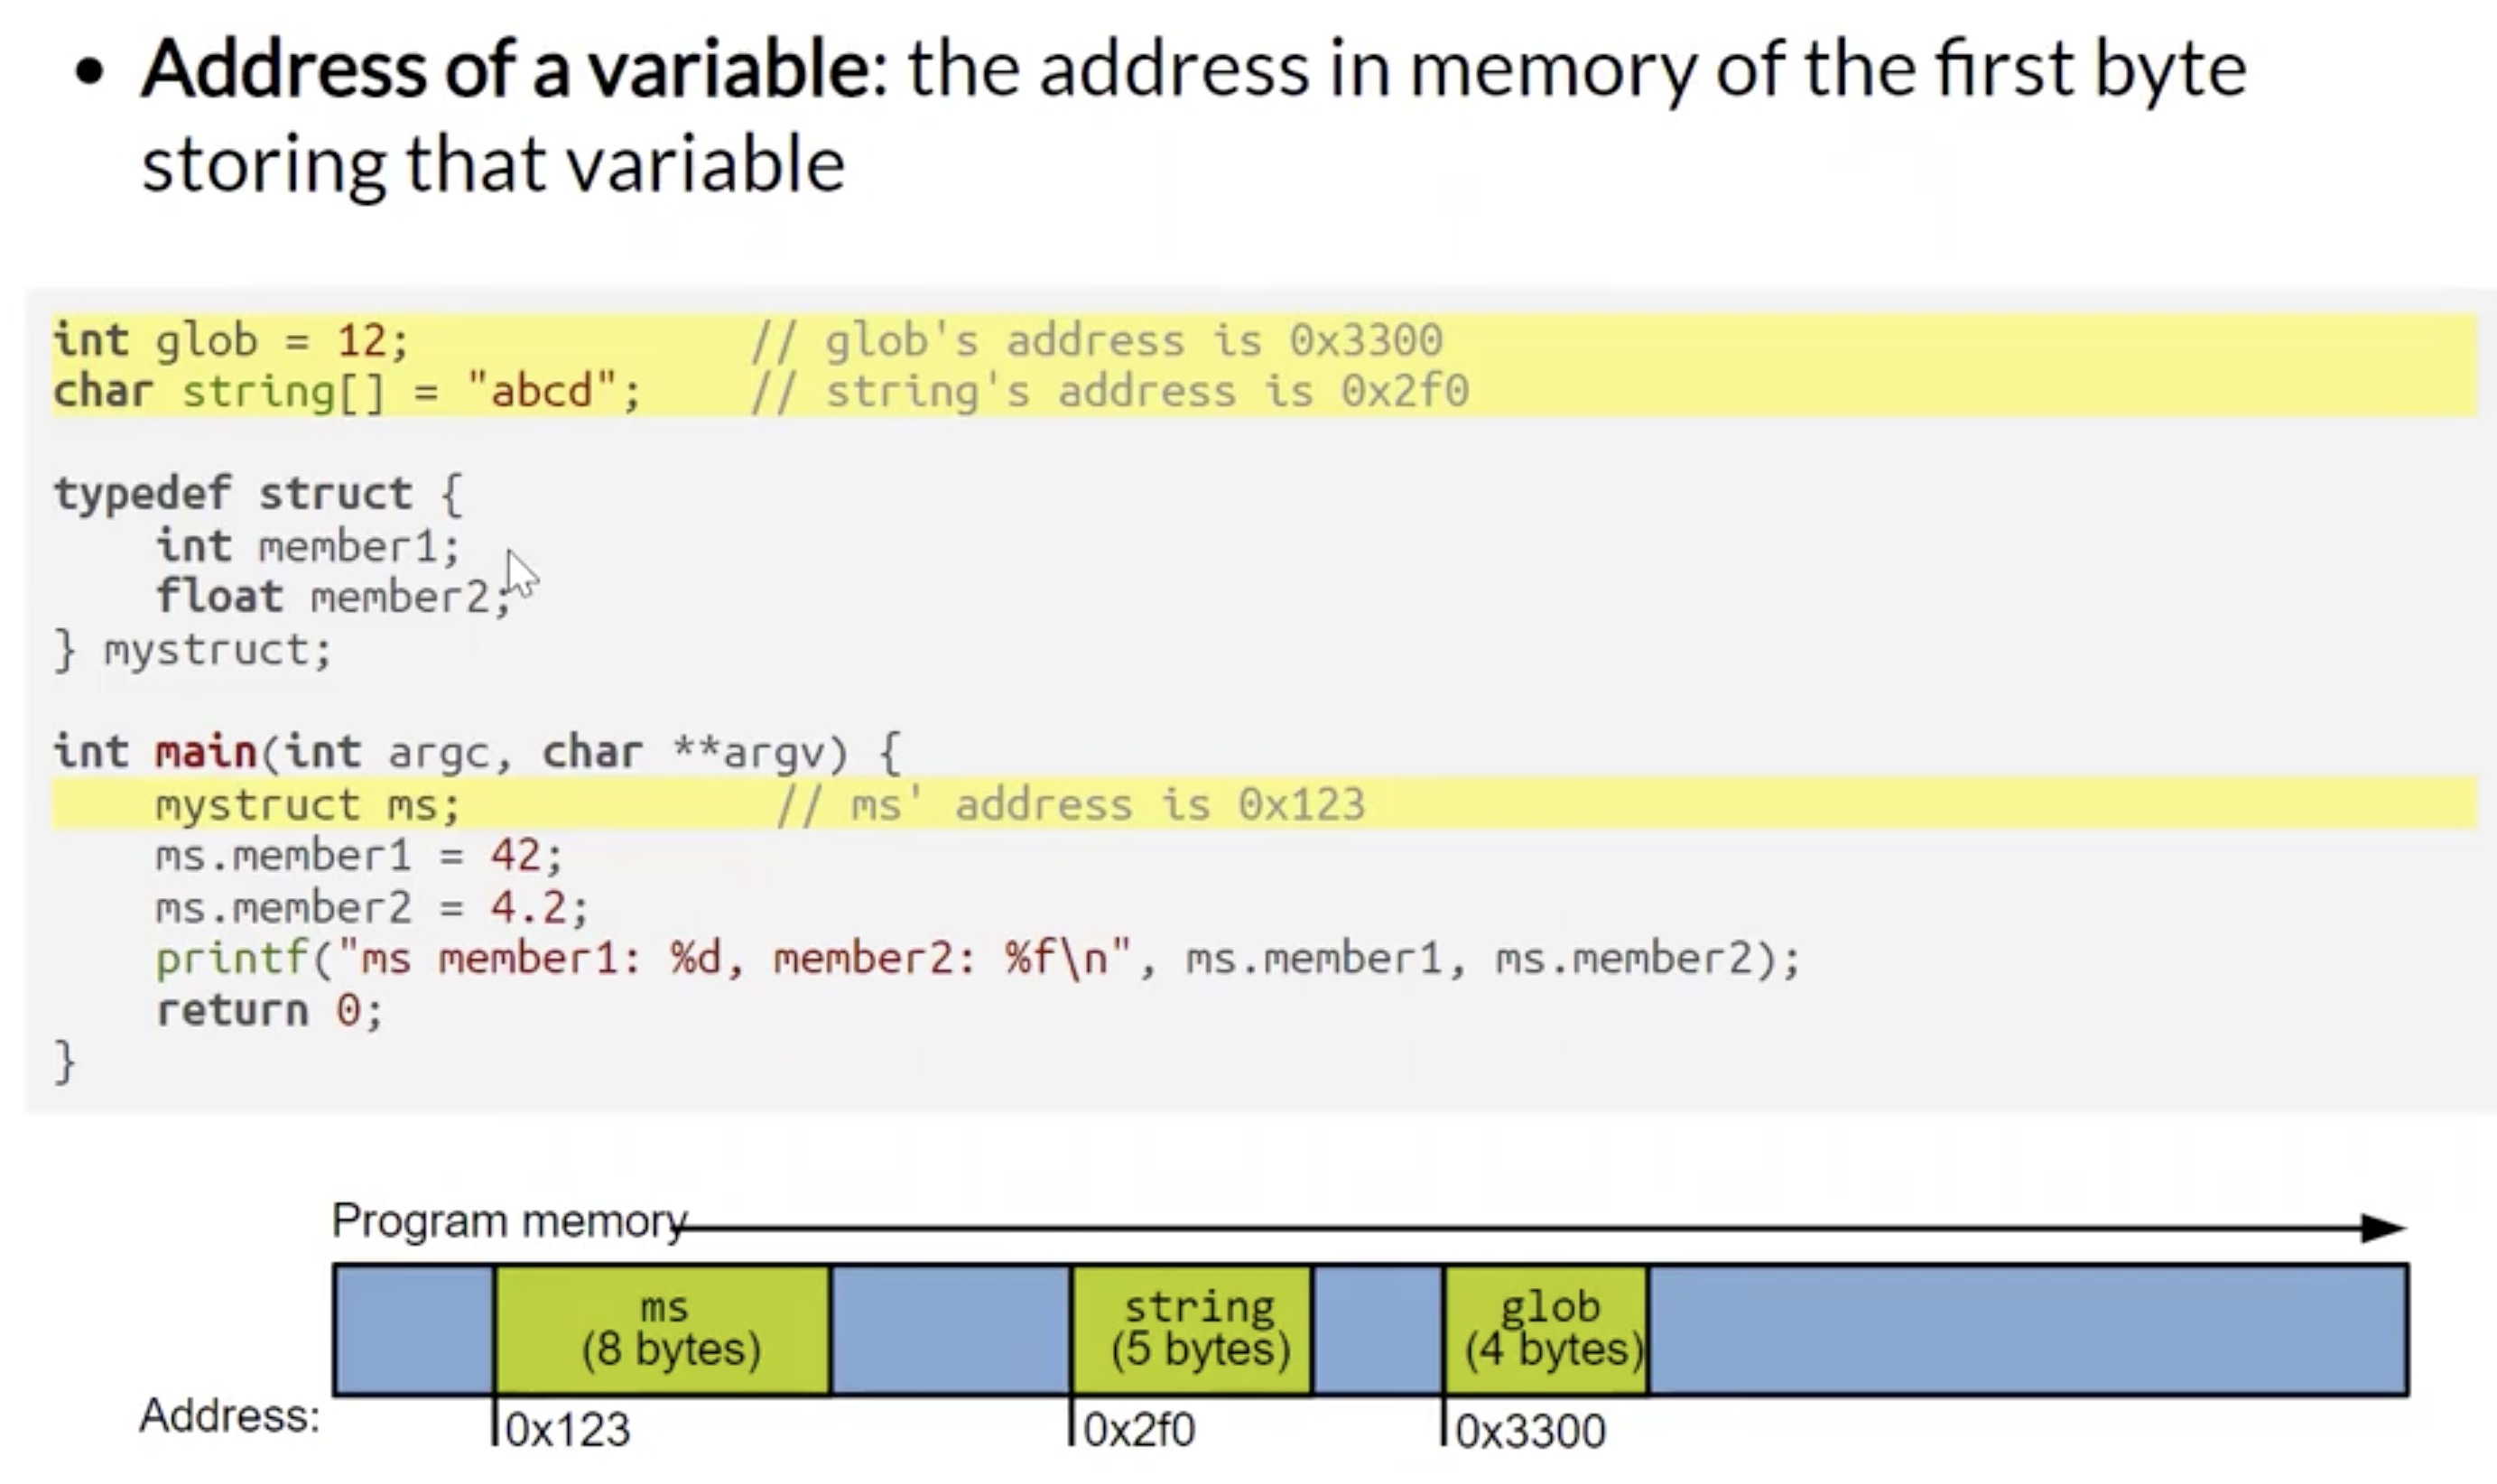 • Address of a variable: the address in memory of the first byte
storing that variable
int glob = 12;             // glob's address is 0x3300
char string[] = "abcd";    // string's address is 0x2f0
typedef struct {
    int member1;
    float member2;
} mystruct;
int main(int argc, char **argv) {
    mystruct ms;            // ms' address is 0x123
    ms.member1 = 42;
    ms.member2 = 4.2;
    printf("ms member1: %d, member2: %f\n", ms.member1, ms.member2);
    return 0;
}
Program memory
ms string glob
(8 bytes) (5 bytes) (4 bytes)
Address: 0x123 0x2f0 0x3300